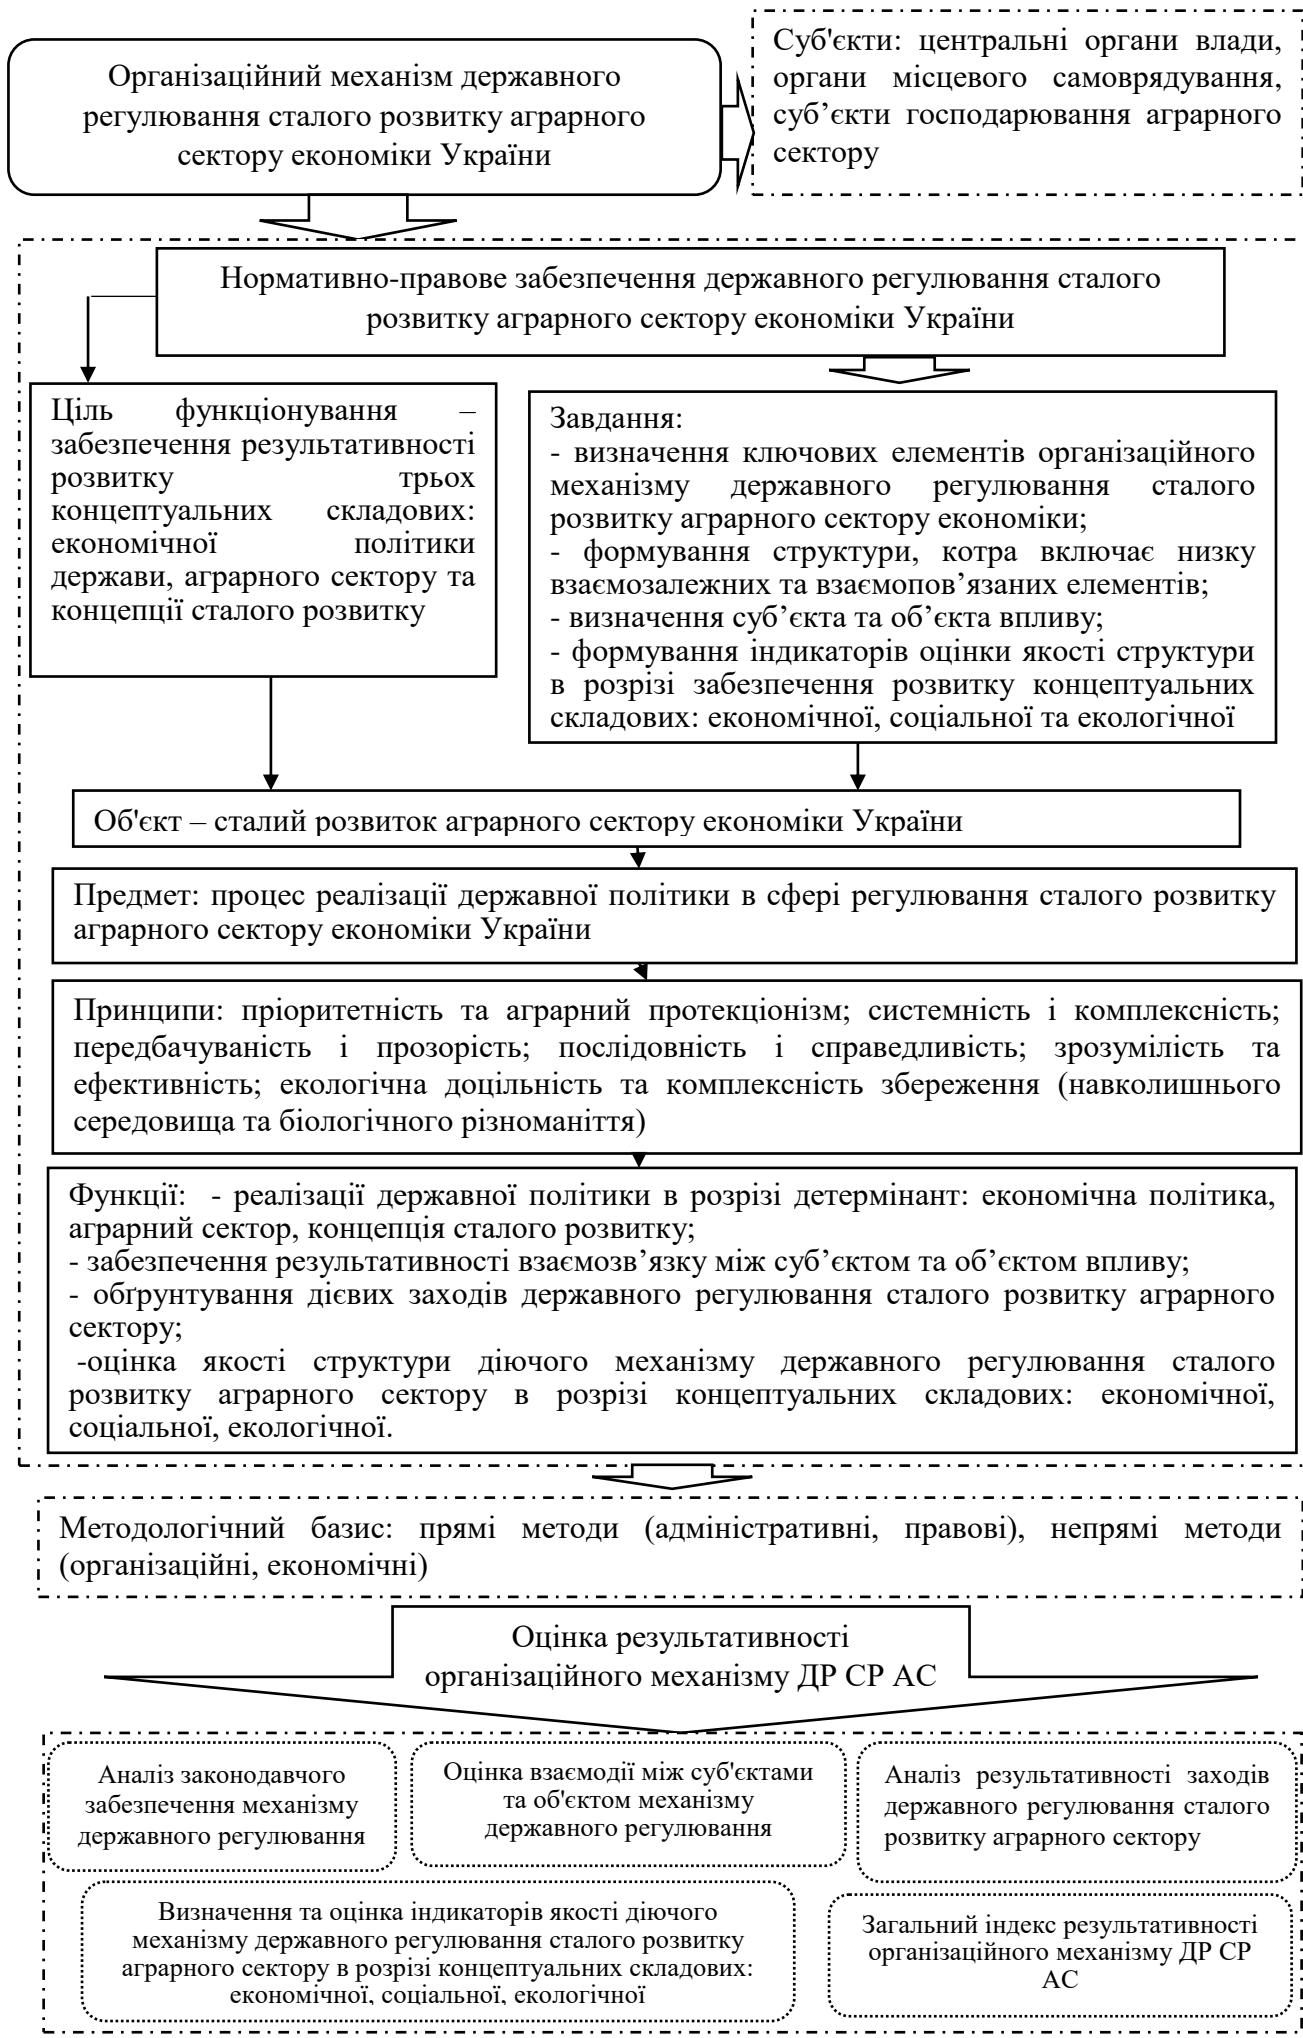 Організаційний механізм державного
регулювання сталого розвитку аграрного
сектору економіки України
Суб'єкти: центральні органи влади,
органи місцевого самоврядування,
суб’єкти господарювання аграрного
сектору
Нормативно-правове забезпечення державного регулювання сталого
розвитку аграрного сектору економіки України
Ціль функціонування –
забезпечення результативності
розвитку трьох
концептуальних складових:
економічної політики
держави, аграрного сектору та
концепції сталого розвитку
Завдання:
- визначення ключових елементів організаційного
механізму державного регулювання сталого
розвитку аграрного сектору економіки;
- формування структури, котра включає низку
взаємозалежних та взаємопов’язаних елементів;
- визначення суб’єкта та об’єкта впливу;
- формування індикаторів оцінки якості структури
в розрізі забезпечення розвитку концептуальних
складових: економічної, соціальної та екологічної
Об'єкт – сталий розвиток аграрного сектору економіки України
Предмет: процес реалізації державної політики в сфері регулювання сталого розвитку
аграрного сектору економіки України
Принципи: пріоритетність та аграрний протекціонізм; системність і комплексність;
передбачуваність і прозорість; послідовність і справедливість; зрозумілість та
ефективність; екологічна доцільність та комплексність збереження (навколишнього
середовища та біологічного різноманіття)
Функції: - реалізації державної політики в розрізі детермінант: економічна політика,
аграрний сектор, концепція сталого розвитку;
- забезпечення результативності взаємозв’язку між суб’єктом та об’єктом впливу;
- обґрунтування дієвих заходів державного регулювання сталого розвитку аграрного
сектору;
-оцінка якості структури діючого механізму державного регулювання сталого
розвитку аграрного сектору в розрізі концептуальних складових: економічної,
соціальної, екологічної.
Методологічний базис: прямі методи (адміністративні, правові), непрямі методи
(організаційні, економічні)
Оцінка результативності
організаційного механізму ДР СР АС
Аналіз законодавчого
забезпечення механізму
державного регулювання
Оцінка взаємодії між суб'єктами
та об'єктом механізму
державного регулювання
Аналіз результативності заходів
державного регулювання сталого
розвитку аграрного сектору
Визначення та оцінка індикаторів якості діючого
механізму державного регулювання сталого розвитку
аграрного сектору в розрізі концептуальних складових:
економічної, соціальної, екологічної
Загальний індекс результативності
організаційного механізму ДР СР
АС